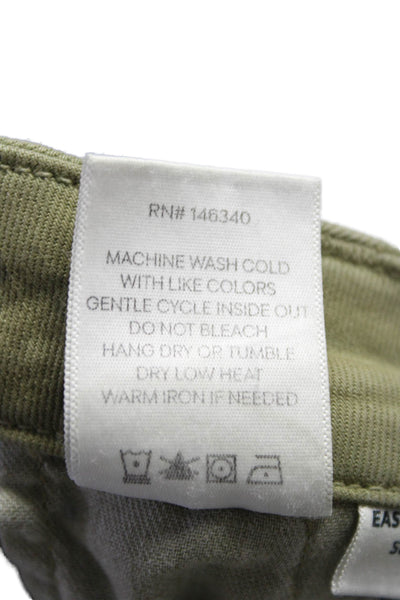 RN# 146340
MACHINE WASH COLD
WITH LIKE COLORS
GENTLE CYCLE INSIDE OUT
DO NOT BLEACH
HANG DRY OR TUMBLE
DRY LOW HEAT
WARM IRON IF NEEDED
EAS